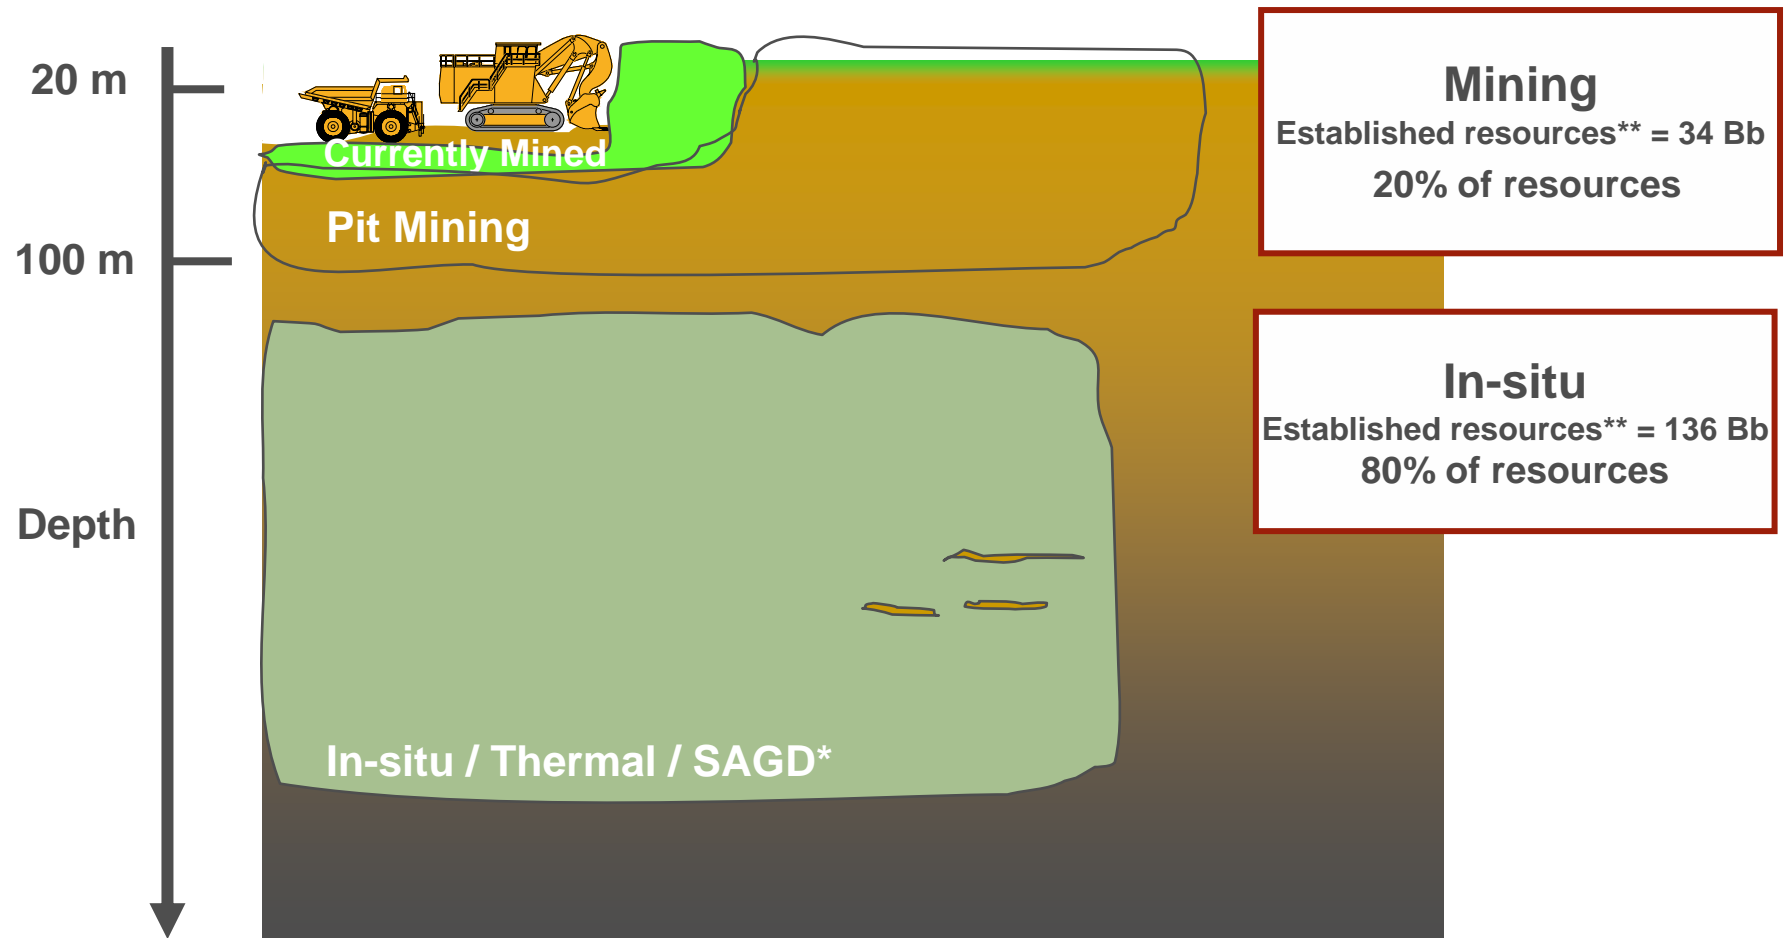 20 m
Currently Mined
Pit Mining
100 m
Depth
In-situ / Thermal / SAGD*
Mining
Established resources** = 34 Bb
20% of resources
In-situ
Established resources** = 136 Bb
80% of resources